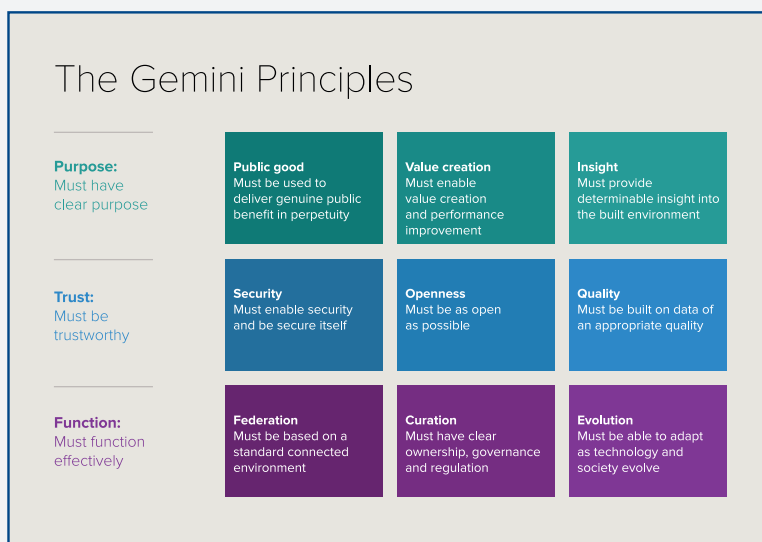 The Gemini Principles
Purpose:
Must have
clear purpose
Public good
Must be used to
deliver genuine public
benefit in perpetuity
Value creation
Must enable
value creation
and performance
improvement
Insight
Must provide
determinable insight into
the built environment
Trust:
Must be
trustworthy
Security
Must enable security
and be secure itself
Openness
Must be as open
as possible
Quality
Must be built on data of
an appropriate quality
Function:
Must function
effectively
Federation
Must be based on a
standard connected
environment
Curation
Must have clear
ownership, governance
and regulation
Evolution
Must be able to adapt
as technology and
society evolve